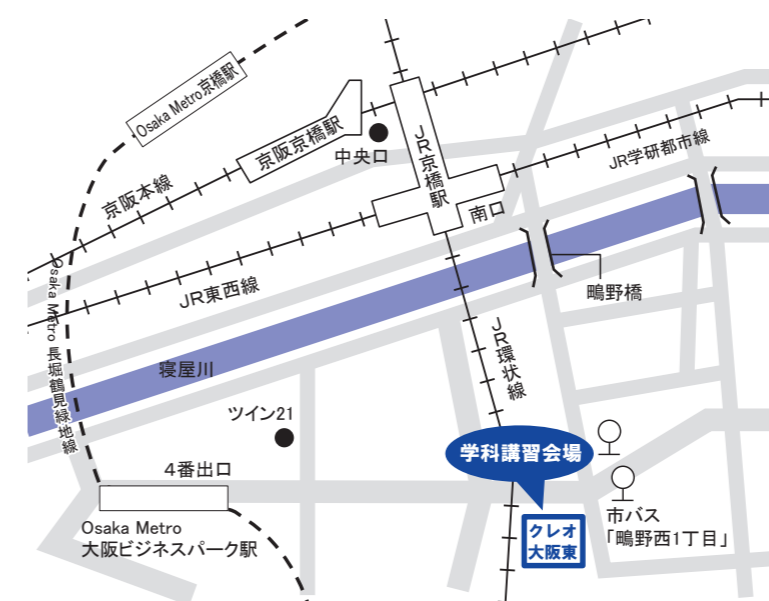 Osaka Metro京橋駅
京阪京橋駅
中央口
JR京橋駅
JR学研都市線
京阪本線
南口
Osaka Metro 長堀鶴見緑地線
JR東西線
鴫野橋
JR環状線
寝屋川
ツイン21
学科講習会場
4番出口
市バス
「鴫野西1丁目」
Osaka Metro
大阪ビジネスパーク駅
クレオ
大阪東